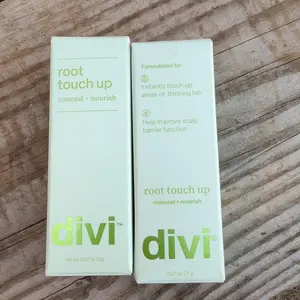 root
touch up
conceal + nourish
divi™
Formulated to:
Instantly touch up
areas of thinning hair
Help improve scalp
barrier function
root touch up
conceal + nourish
divi